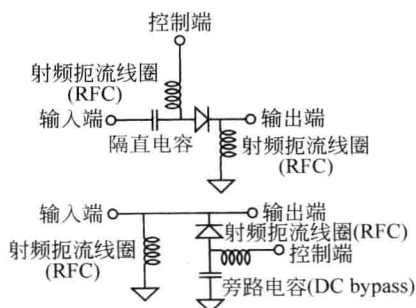 控制端
射频扼流线圈
(RFC)
输入端
输出端
隔直电容
射频扼流线圈
(RFC)
输入端
输出端
射频扼流线圈(RFC)
射频扼流线圈
(RFC)
控制端
旁路电容(DC bypass)